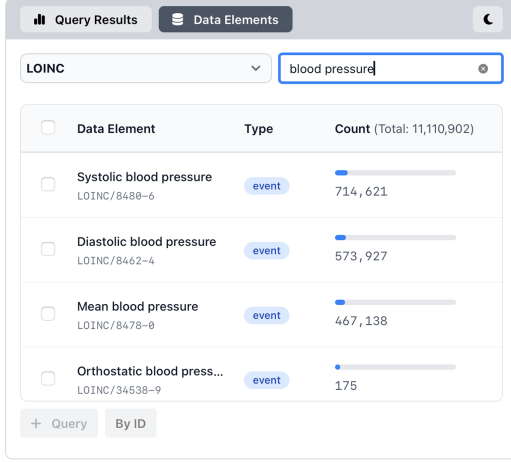 Query Results
Data Elements
LOINC
blood pressure
Data Element
Type
Count (Total: 11,110,902)
Systolic blood pressure
LOINC/8480-6
event
714,621
Diastolic blood pressure
LOINC/8462-4
event
573,927
Mean blood pressure
LOINC/8478-0
event
467,138
Orthostatic blood press...
LOINC/34538-9
event
175
+ Query
By ID